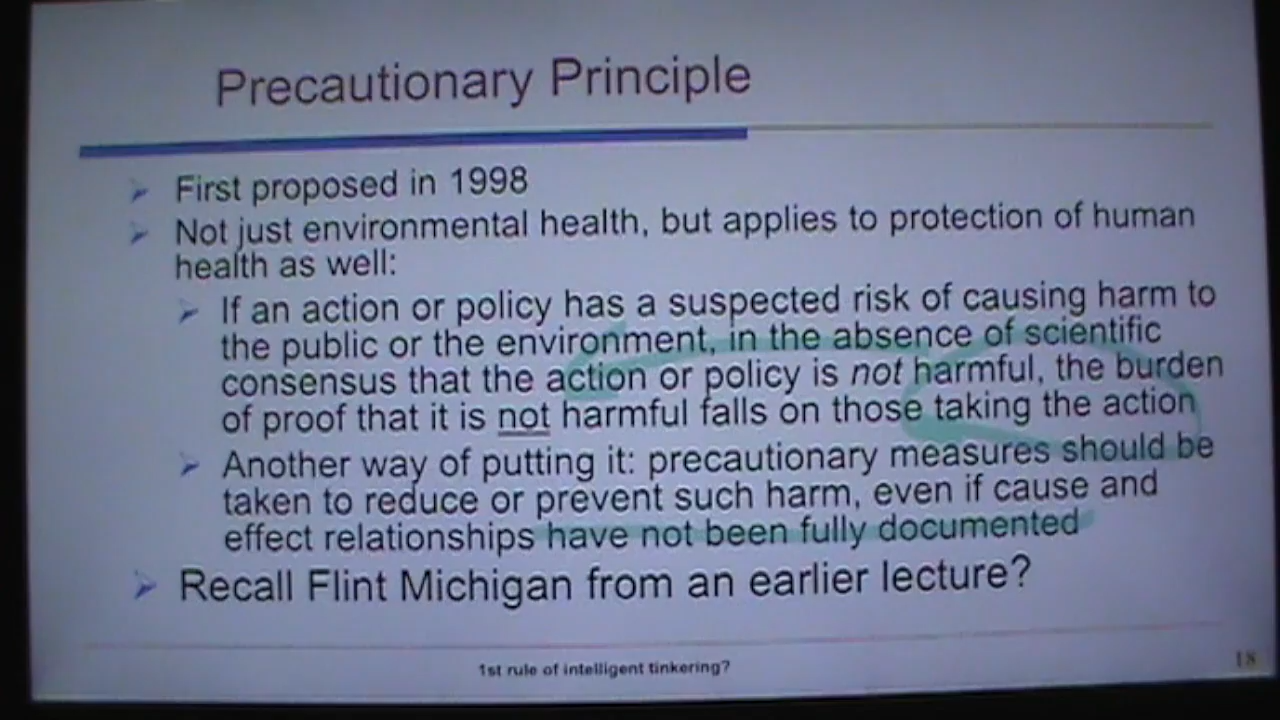 Precautionary Principle
First proposed in 1998
Not just environmental health, but applies to protection of human
health as well:
If an action or policy has a suspected risk of causing harm to
the public or the environment, in the absence of scientific
consensus that the action or policy is not harmful, the burden
of proof that it is not harmful falls on those taking the action
Another way of putting it: precautionary measures should be
taken to reduce or prevent such harm, even if cause and
effect relationships have not been fully documented
Recall Flint Michigan from an earlier lecture?
1st rule of intelligent tinkering?
18